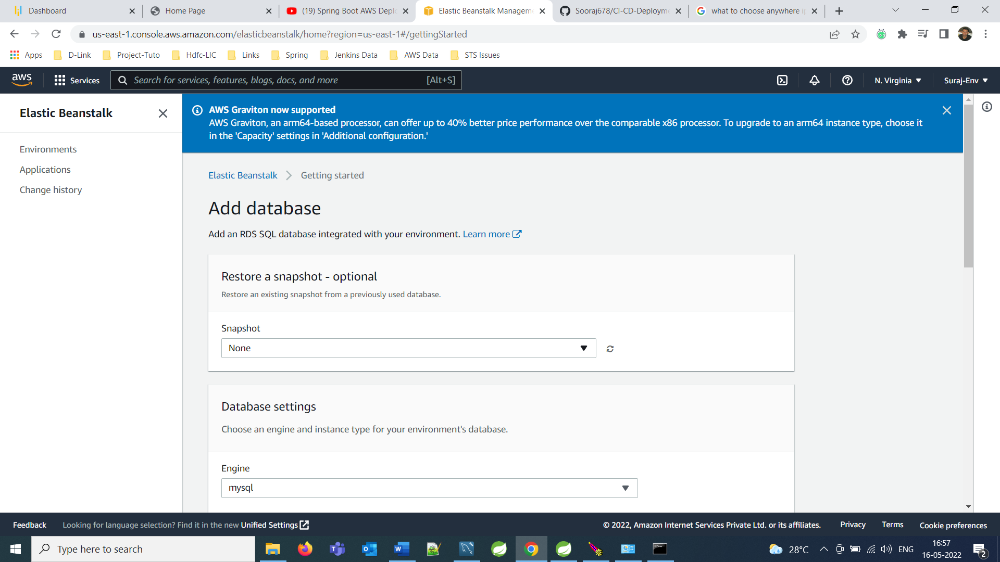 Dashboard
Home Page
(19) Spring Boot AWS Deplo
Elastic Beanstalk Manageme
Sooraj678/CI-CD-Deployme
what to choose anywhere ip
us-east-1.console.aws.amazon.com/elasticbeanstalk/home?region=us-east-1#/gettingStarted
Apps
D-Link
Project-Tuto
Hdfc-LIC
Links
Spring
Jenkins Data
AWS Data
STS Issues
aws
Services
Search for services, features, blogs, docs, and more
[Alt+S]
N. Virginia
Suraj-Env
Elastic Beanstalk
Environments
Applications
Change history
AWS Graviton now supported
AWS Graviton, an arm64-based processor, can offer up to 40% better price performance over the comparable x86 processor. To upgrade to an arm64 instance type, choose it
in the 'Capacity' settings in 'Additional configuration.'
Elastic Beanstalk
Getting started
Add database
Add an RDS SQL database integrated with your environment. Learn more
Restore a snapshot - optional
Restore an existing snapshot from a previously used database.
Snapshot
None
Database settings
Choose an engine and instance type for your environment's database.
Engine
mysql
Feedback
Looking for language selection? Find it in the new Unified Settings
© 2022, Amazon Internet Services Private Ltd. or its affiliates.
Privacy
Terms
Cookie preferences
Type here to search
28°C
ENG
16:57
16-05-2022
2